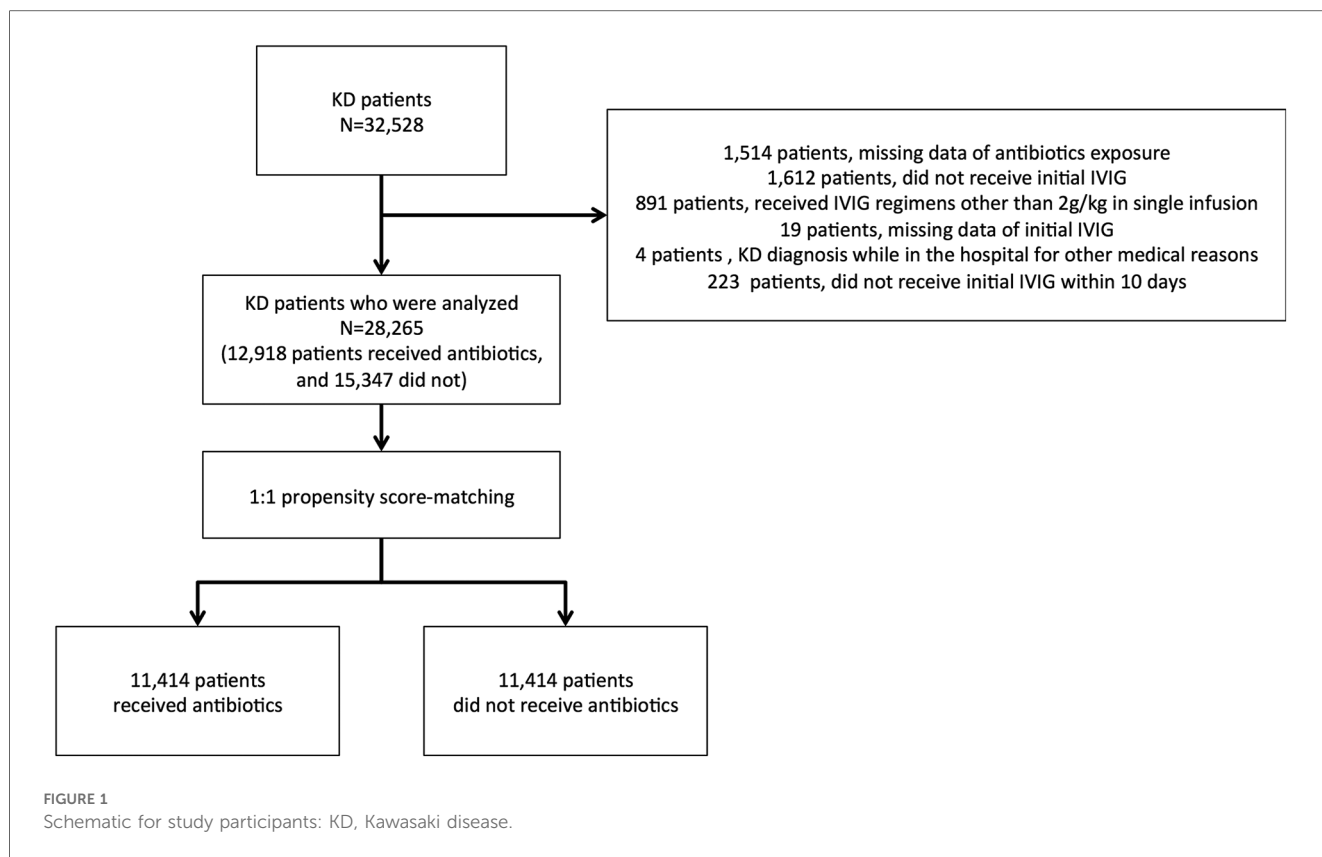 KD patients
N=32,528
1,514 patients, missing data of antibiotics exposure
1,612 patients, did not receive initial IVIG
891 patients, received IVIG regimens other than 2g/kg in single infusion
19 patients, missing data of initial IVIG
4 patients , KD diagnosis while in the hospital for other medical reasons
223  patients, did not receive initial IVIG within 10 days
KD patients who were analyzed
N=28,265
(12,918 patients received antibiotics,
and 15,347 did not)
1:1 propensity score-matching
11,414 patients
received antibiotics
11,414 patients
did not receive antibiotics
FIGURE 1
Schematic for study participants: KD, Kawasaki disease.